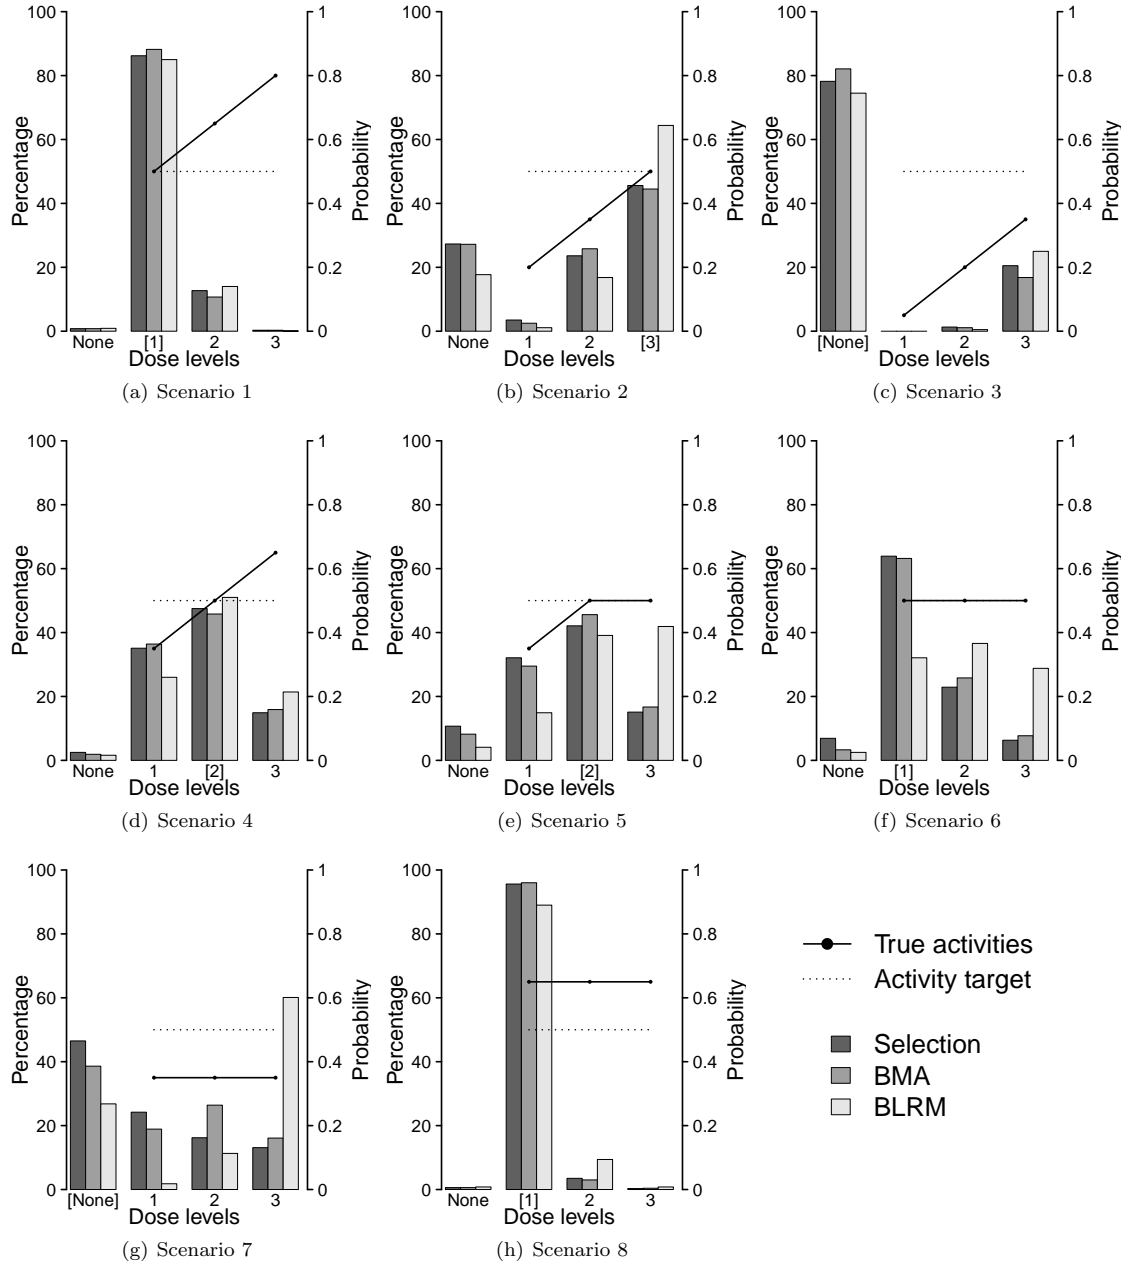 100
80
60
40
20
0
Percentage
1
0.8
0.6
0.4
0.2
0
Probability
None [1] 2 3
Dose levels
(a) Scenario 1
100
80
60
40
20
0
Percentage
1
0.8
0.6
0.4
0.2
0
Probability
None 1 2 [3]
Dose levels
(b) Scenario 2
100
80
60
40
20
0
Percentage
1
0.8
0.6
0.4
0.2
0
Probability
[None] 1 2 3
Dose levels
(c) Scenario 3
100
80
60
40
20
0
Percentage
1
0.8
0.6
0.4
0.2
0
Probability
None 1 [2] 3
Dose levels
(d) Scenario 4
100
80
60
40
20
0
Percentage
1
0.8
0.6
0.4
0.2
0
Probability
None 1 [2] 3
Dose levels
(e) Scenario 5
100
80
60
40
20
0
Percentage
1
0.8
0.6
0.4
0.2
0
Probability
None [1] 2 3
Dose levels
(f) Scenario 6
100
80
60
40
20
0
Percentage
1
0.8
0.6
0.4
0.2
0
Probability
[None] 1 2 3
Dose levels
(g) Scenario 7
100
80
60
40
20
0
Percentage
1
0.8
0.6
0.4
0.2
0
Probability
None [1] 2 3
Dose levels
(h) Scenario 8
True activities
Activity target
Selection
BMA
BLRM